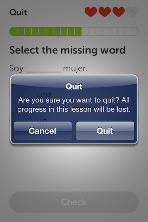 Quit
Select the missing word
Soy ______ mujer.
Quit
Are you sure you want to quit? All
progress in this lesson will be lost.
Cancel
Quit
Check